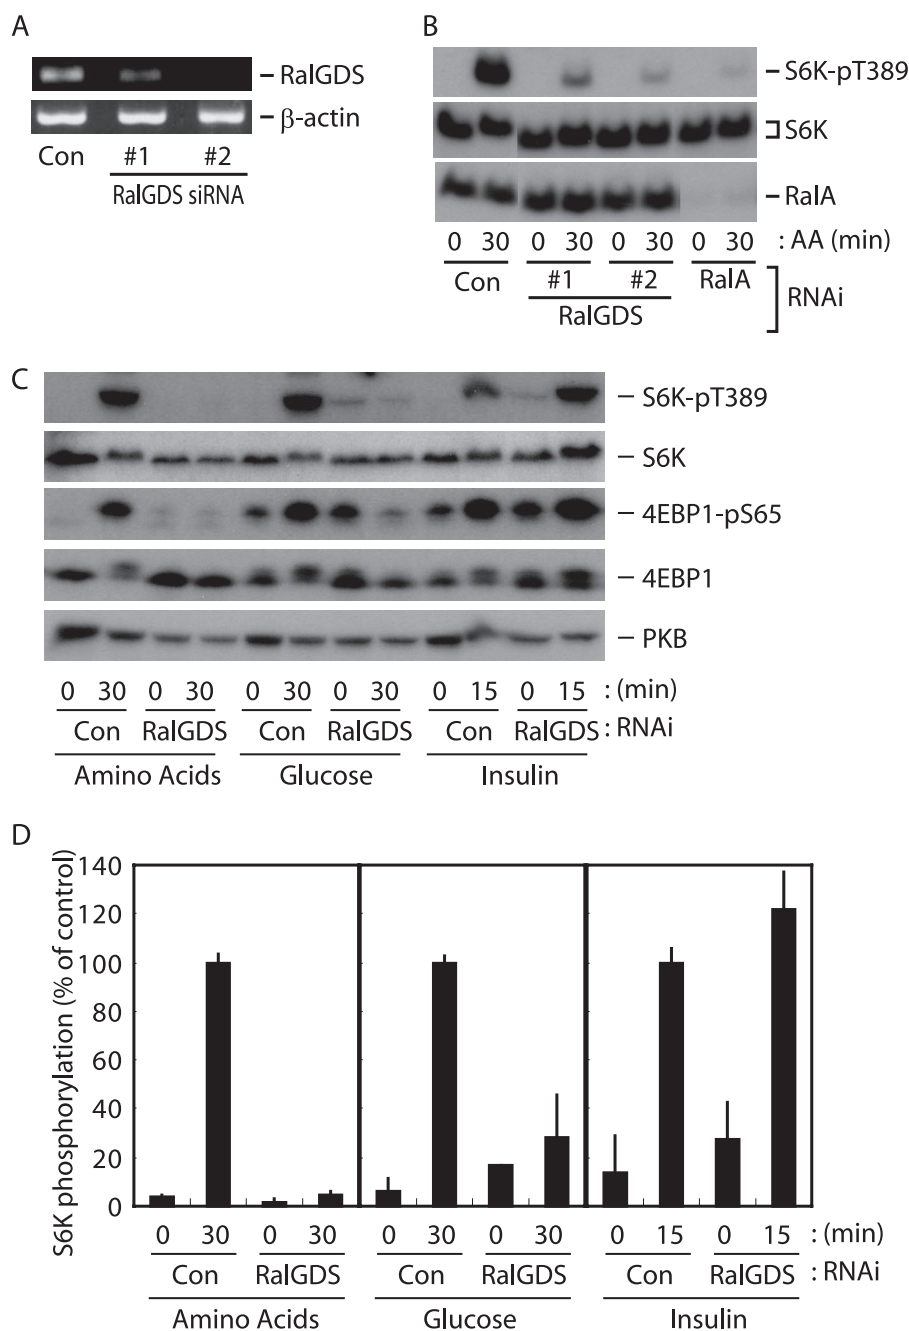 A
RalGDS
β-actin
Con #1 #2
RalGDS siRNA
B
S6K-pT389
S6K
RalA
0 30 0 30 0 30 0 30 : AA (min)
Con #1 #2 RalA
RalGDS
RNAi
C
S6K-pT389
S6K
4EBP1-pS65
4EBP1
PKB
0 30 0 30 0 30 0 30 0 15 0 15 : (min)
Con RalGDS Con RalGDS Con RalGDS : RNAi
Amino Acids Glucose Insulin
D
S6K phosphorylation (% of control)
140
120
100
80
60
40
20
0
0 30 0 30 0 30 0 30 0 15 0 15 : (min)
Con RalGDS Con RalGDS Con RalGDS : RNAi
Amino Acids Glucose Insulin